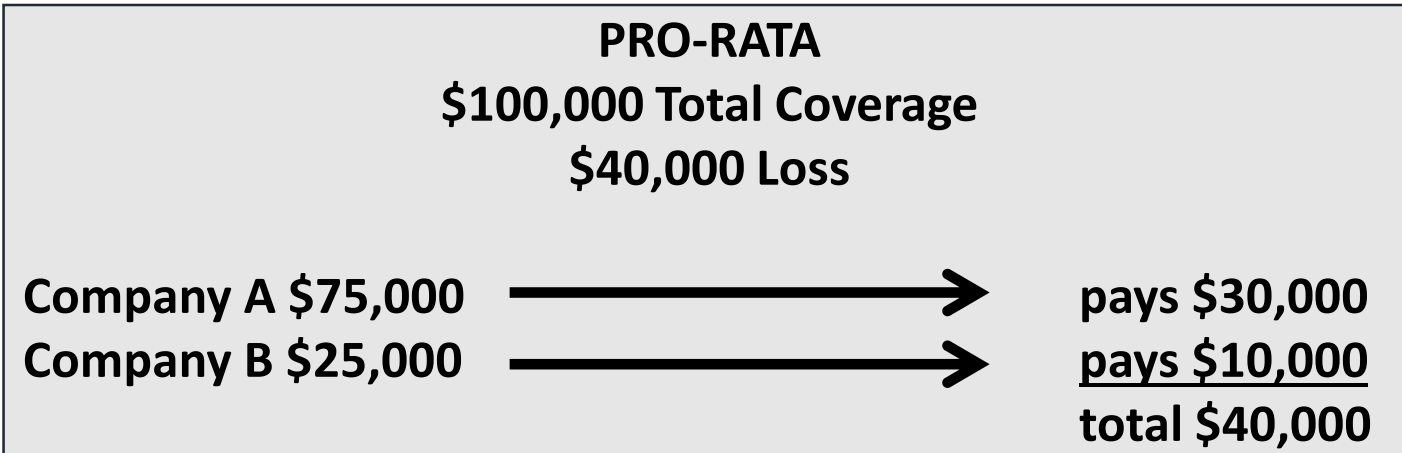 PRO-RATA
$100,000 Total Coverage
$40,000 Loss
Company A $75,000 pays $30,000
Company B $25,000 pays $10,000
total $40,000